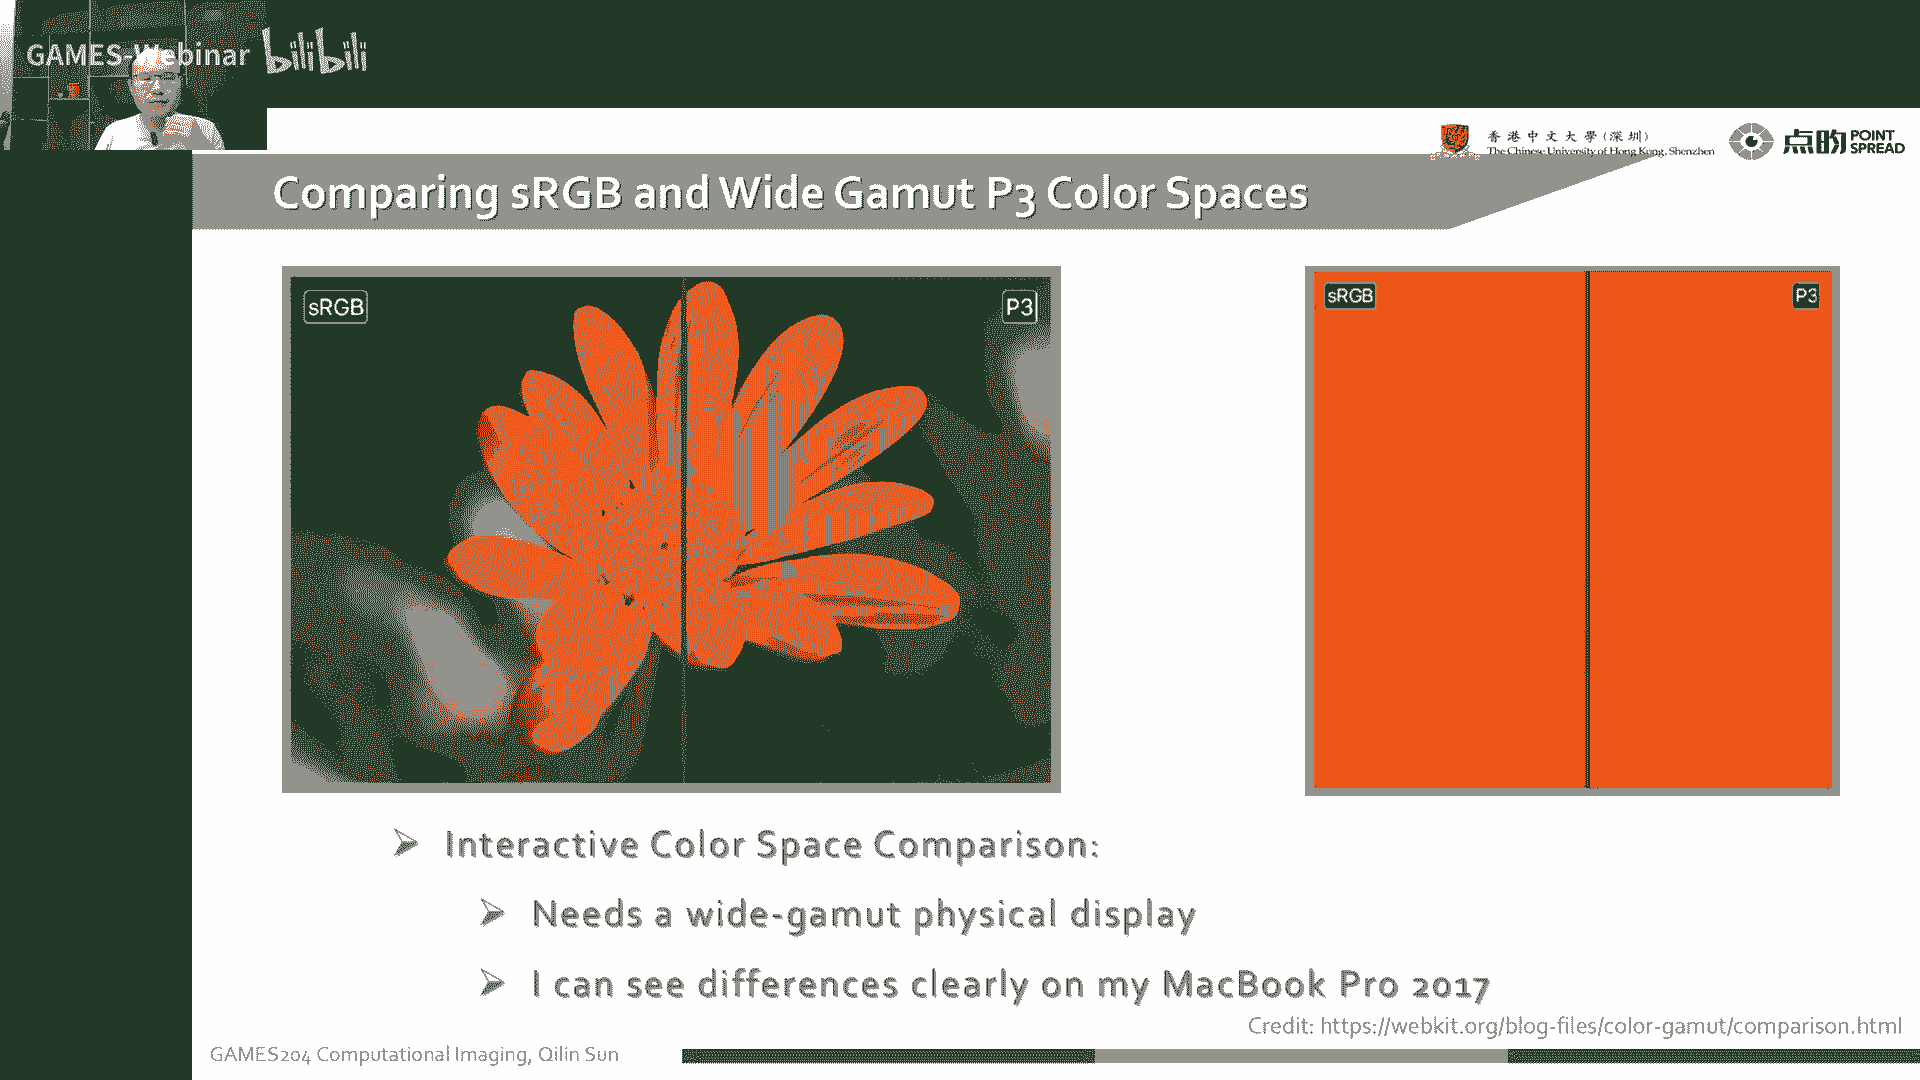 GAMES-Webinar bilibili
香港中文大學(深圳)
The Chinese University of Hong Kong, Shenzhen
点昀 POINT SPREAD
Comparing sRGB and Wide Gamut P3 Color Spaces
sRGB
P3
sRGB
P3
➢ Interactive Color Space Comparison:
➢ Needs a wide-gamut physical display
➢ I can see differences clearly on my MacBook Pro 2017
Credit: https://webkit.org/blog-files/color-gamut/comparison.html
GAMES204 Computational Imaging, Qilin Sun